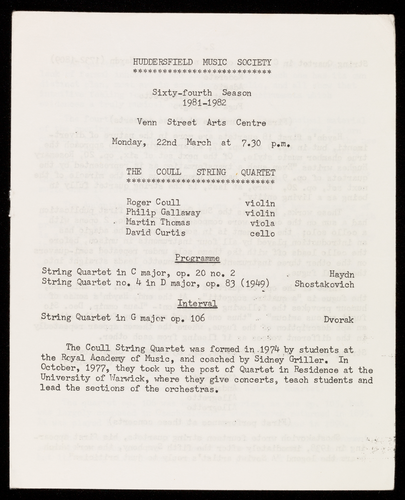 HUDDERSFIELD MUSIC SOCIETY
******************************
Sixty-fourth Season
1981-1982
Venn Street Arts Centre
Monday, 22nd March at 7.30 p.m.
THE COULL STRING QUARTET
********************************
Roger Coull violin
Philip Gallaway violin
Martin Thomas viola
David Curtis cello
Programme
String Quartet in C major, op. 20 no. 2 Haydn
String Quartet no. 4 in D major, op. 83 (1949) Shostakovich
Interval
String Quartet in G major op. 106 Dvorak
The Coull String Quartet was formed in 1974 by students at
the Royal Academy of Music, and coached by Sidney Griller. In
October, 1977, they took up the post of Quartet in Residence at the
University of Warwick, where they give concerts, teach students and
lead the sections of the orchestras.